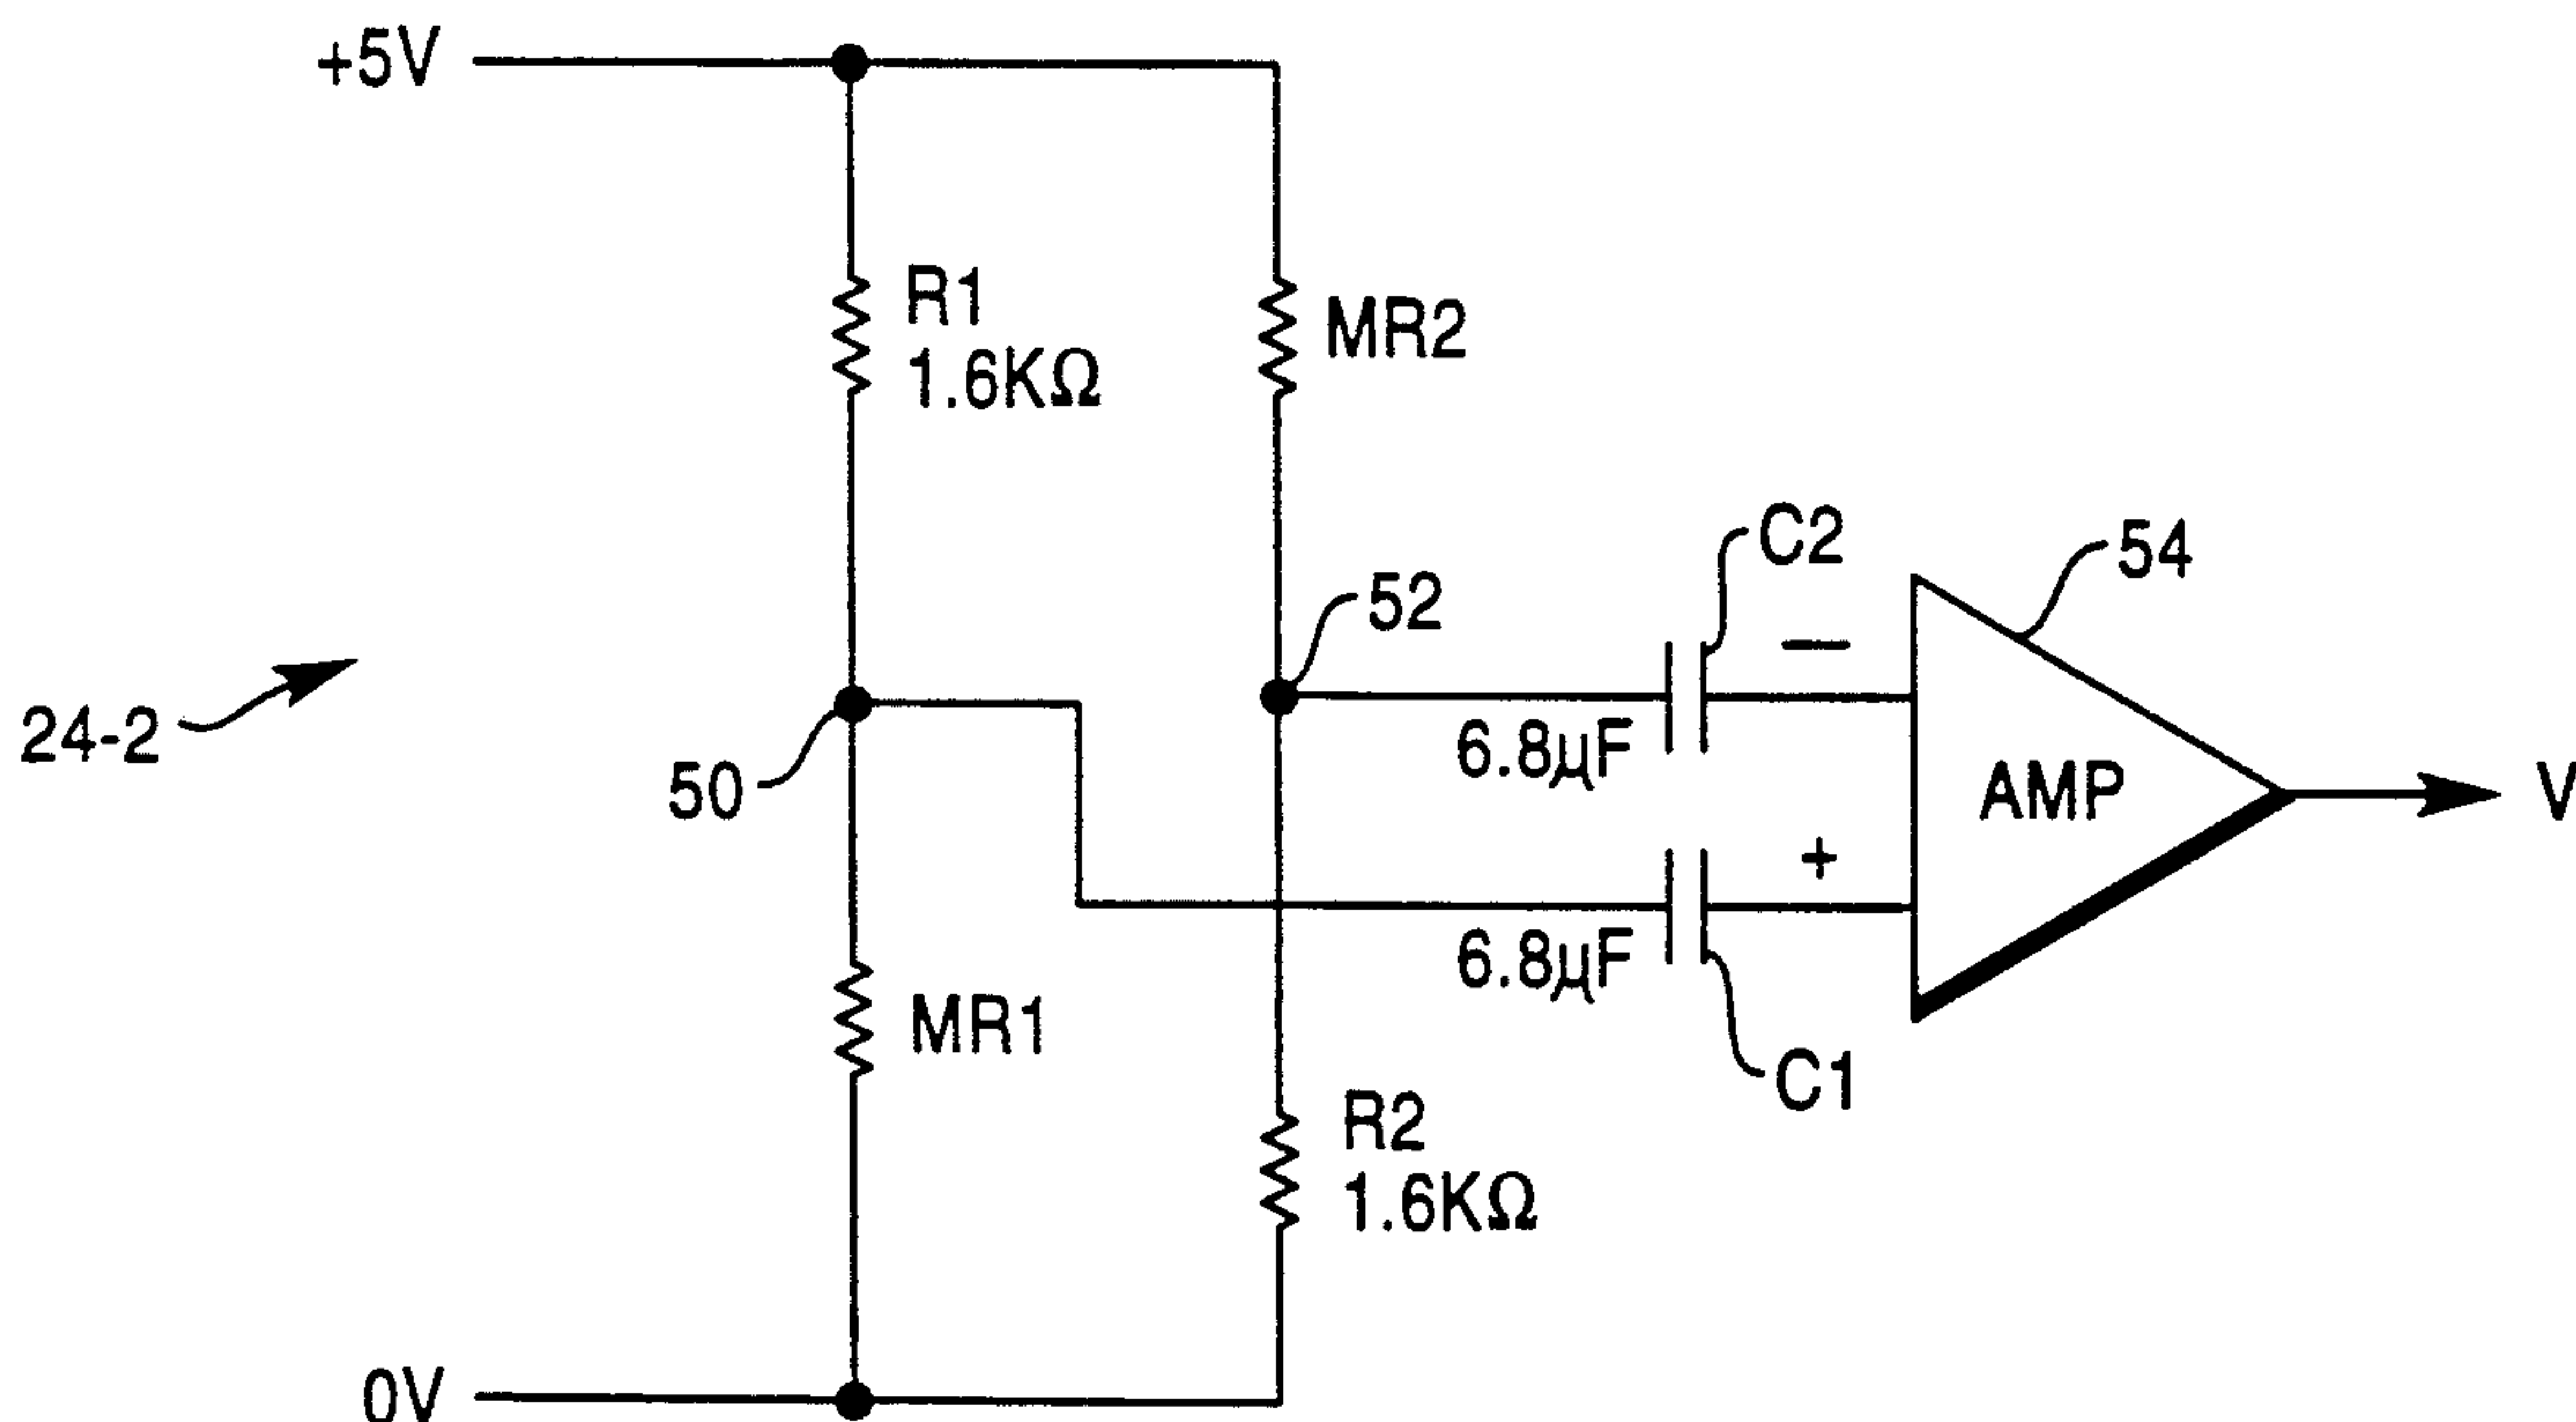 +5V
R1
1.6KΩ
MR2
C2
54
52
24-2
50
6.8µF
AMP
V
+
6.8µF
MR1
C1
R2
1.6KΩ
0V